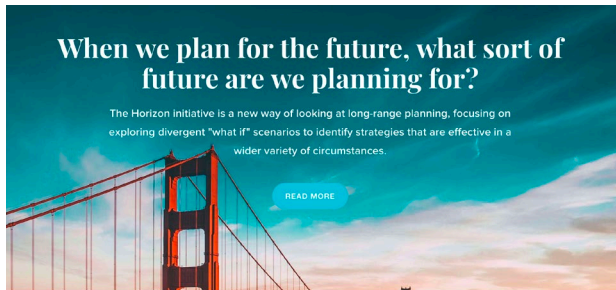 When we plan for the future, what sort of
future are we planning for?
The Horizon initiative is a new way of looking at long-range planning, focusing on
exploring divergent "what if" scenarios to identify strategies that are effective in a
wider variety of circumstances.
READ MORE